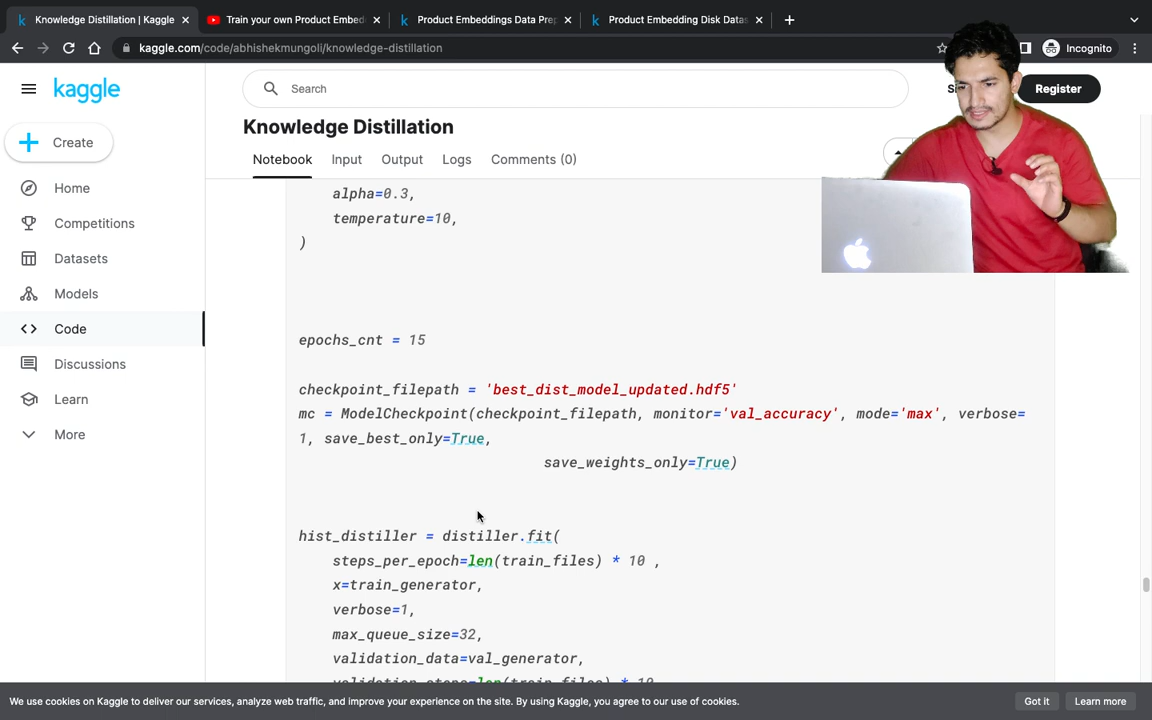 Knowledge Distillation | Kaggle
Train your own Product Embed
Product Embeddings Data Prep
Product Embedding Disk Datas
kaggle.com/code/abhishekmungoli/knowledge-distillation
Incognito
kaggle
Search
Register
Create
Home
Competitions
Datasets
Models
Code
Discussions
Learn
More
Knowledge Distillation
Notebook
Input
Output
Logs
Comments (0)
alpha=0.3,
temperature=10,
)
epochs_cnt = 15
checkpoint_filepath = 'best_dist_model_updated.hdf5'
mc = ModelCheckpoint(checkpoint_filepath, monitor='val_accuracy', mode='max', verbose=
1, save_best_only=True,
save_weights_only=True)
hist_distiller = distiller.fit(
steps_per_epoch=len(train_files) * 10 ,
x=train_generator,
verbose=1,
max_queue_size=32,
validation_data=val_generator,
validation_steps=len(train_files) * 10
We use cookies on Kaggle to deliver our services, analyze web traffic, and improve your experience on the site. By using Kaggle, you agree to our use of cookies.
Got it
Learn more